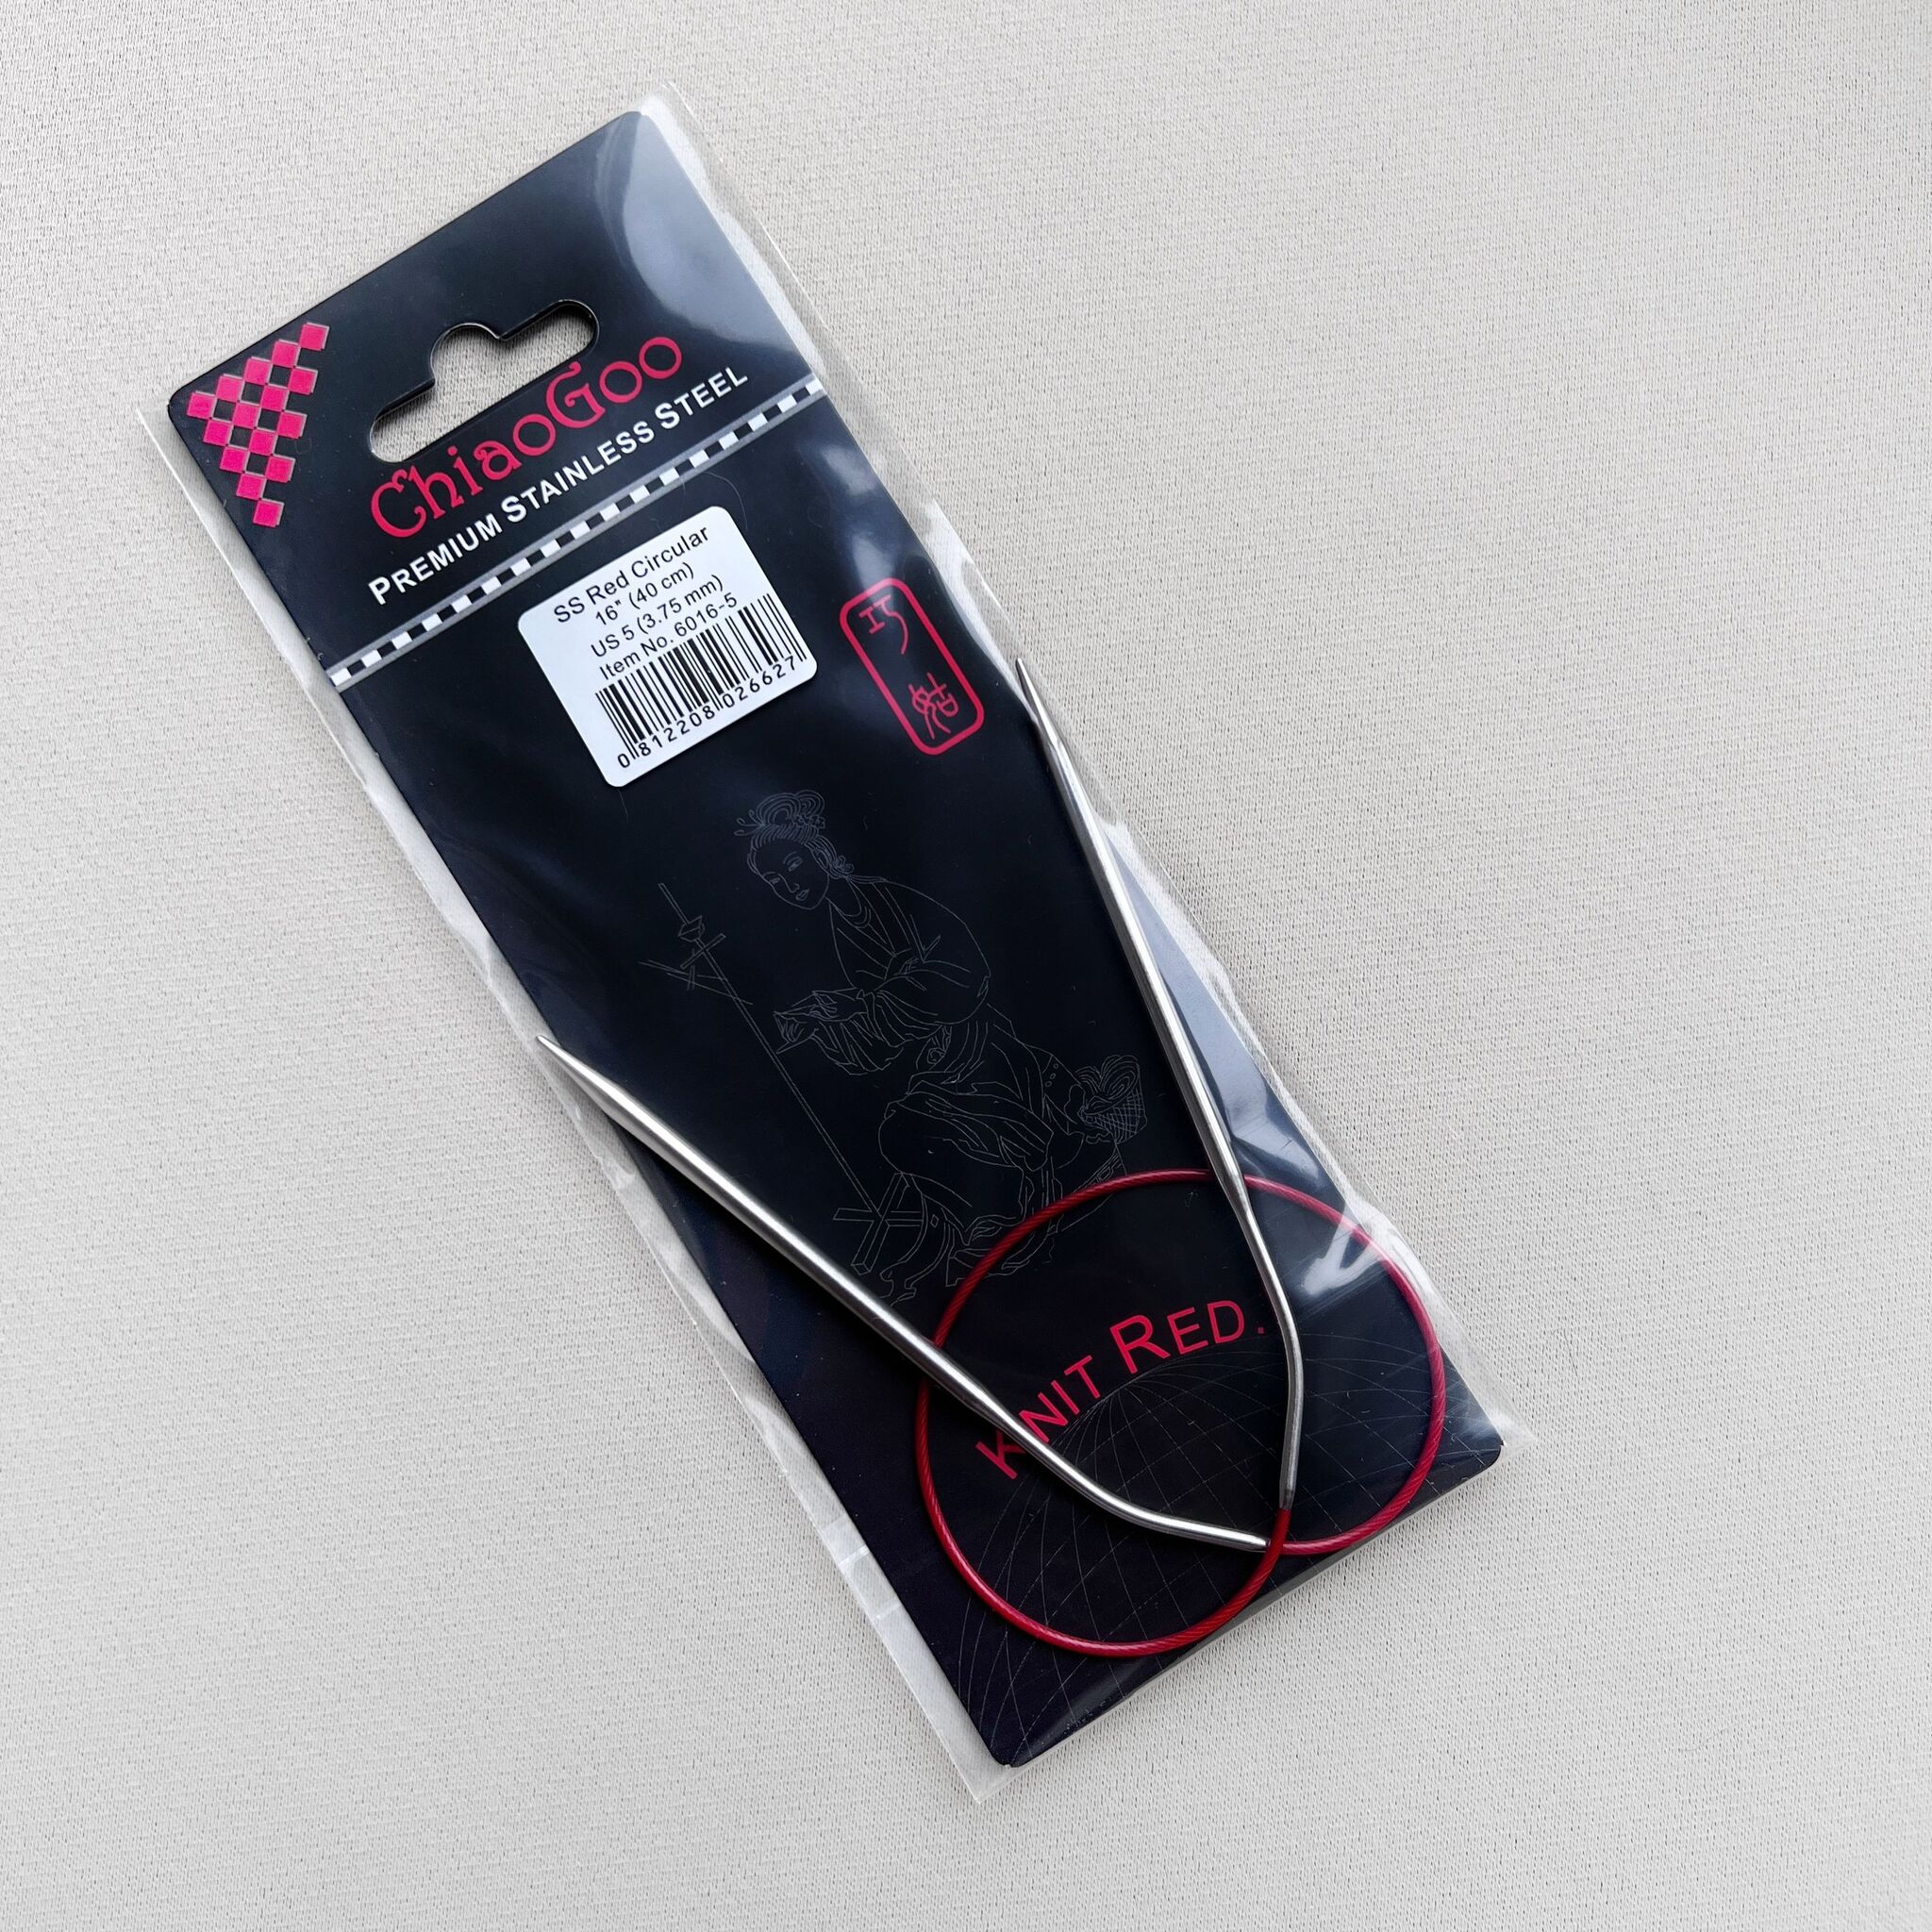 ChiaoGoo
PREMIUM STAINLESS STEEL
SS Red Circular
16" (40 cm)
US 5 (3.75 mm)
Item No. 6016-5
0 812208 026627
巧姑
KNIT RED.